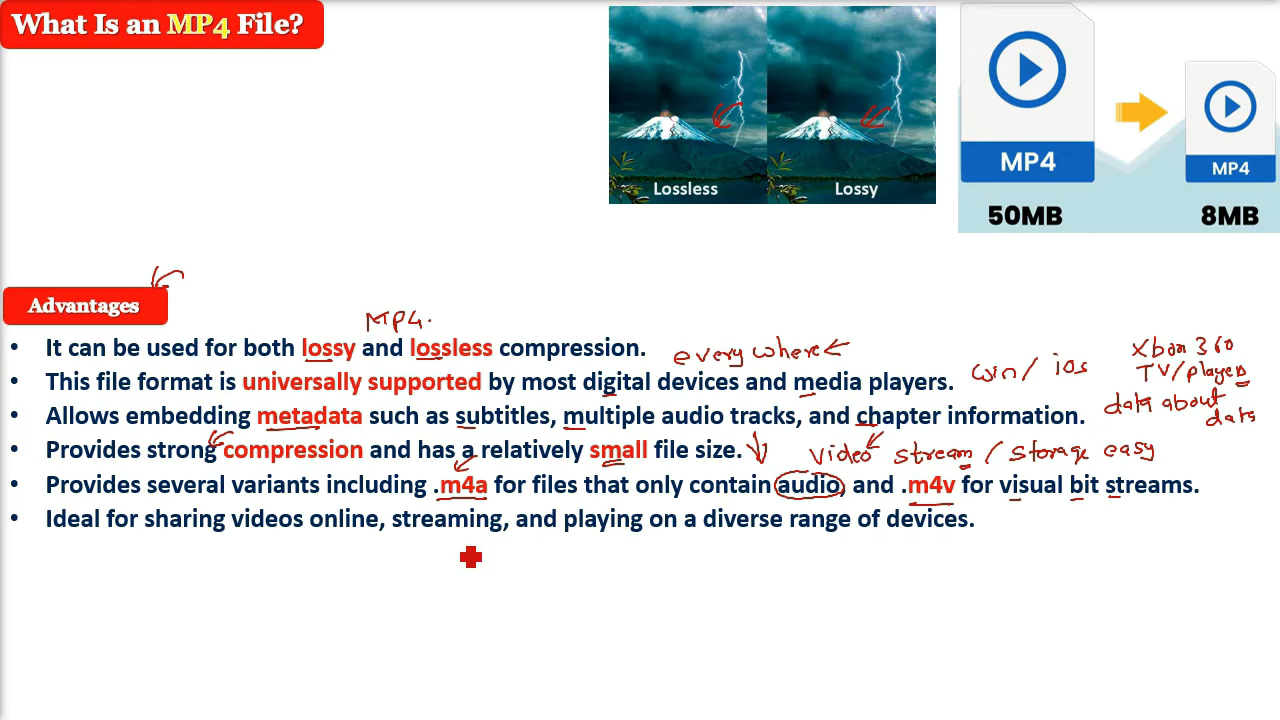 What Is an MP4 File?
Lossless
Lossy
MP4
MP4
50MB
8MB
Advantages
MP4.
• It can be used for both lossy and lossless compression.
every where
Xbox 360
• This file format is universally supported by most digital devices and media players.
win / ios
TV/players
• Allows embedding metadata such as subtitles, multiple audio tracks, and chapter information.
data about
data
• Provides strong compression and has a relatively small file size.
video stream / storage easy
• Provides several variants including .m4a for files that only contain audio, and .m4v for visual bit streams.
• Ideal for sharing videos online, streaming, and playing on a diverse range of devices.